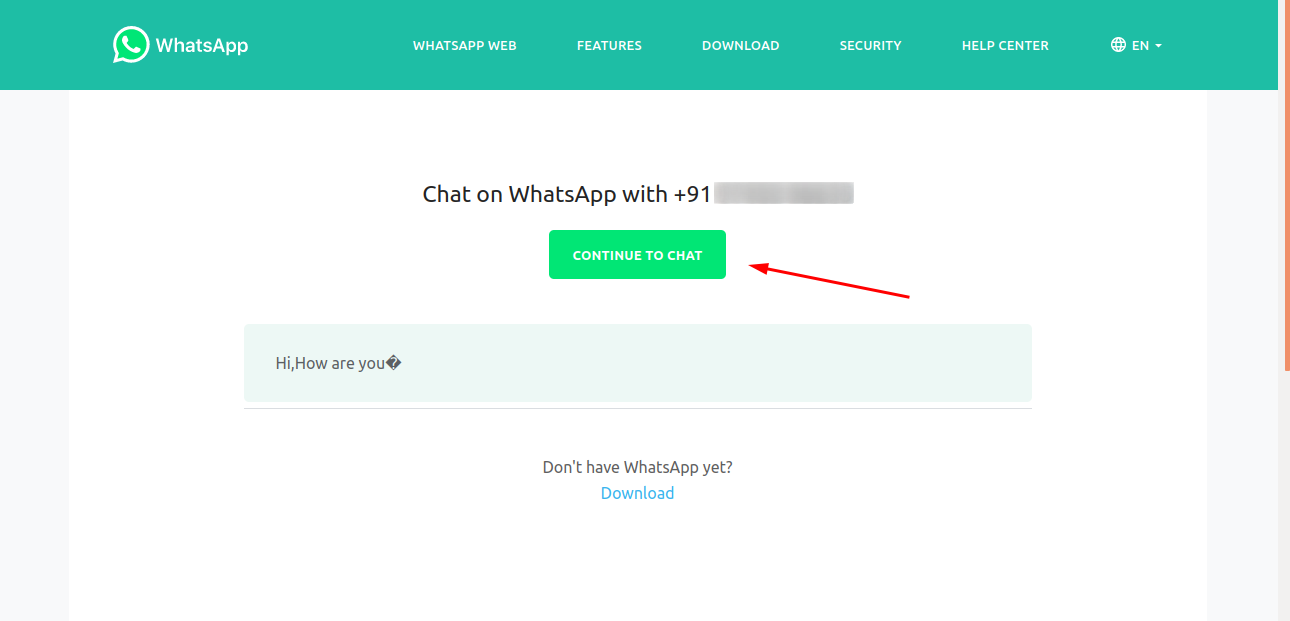 WhatsApp
WHATSAPP WEB FEATURES DOWNLOAD SECURITY HELP CENTER EN
Chat on WhatsApp with +91
CONTINUE TO CHAT
Hi,How are you�
Don't have WhatsApp yet?
Download